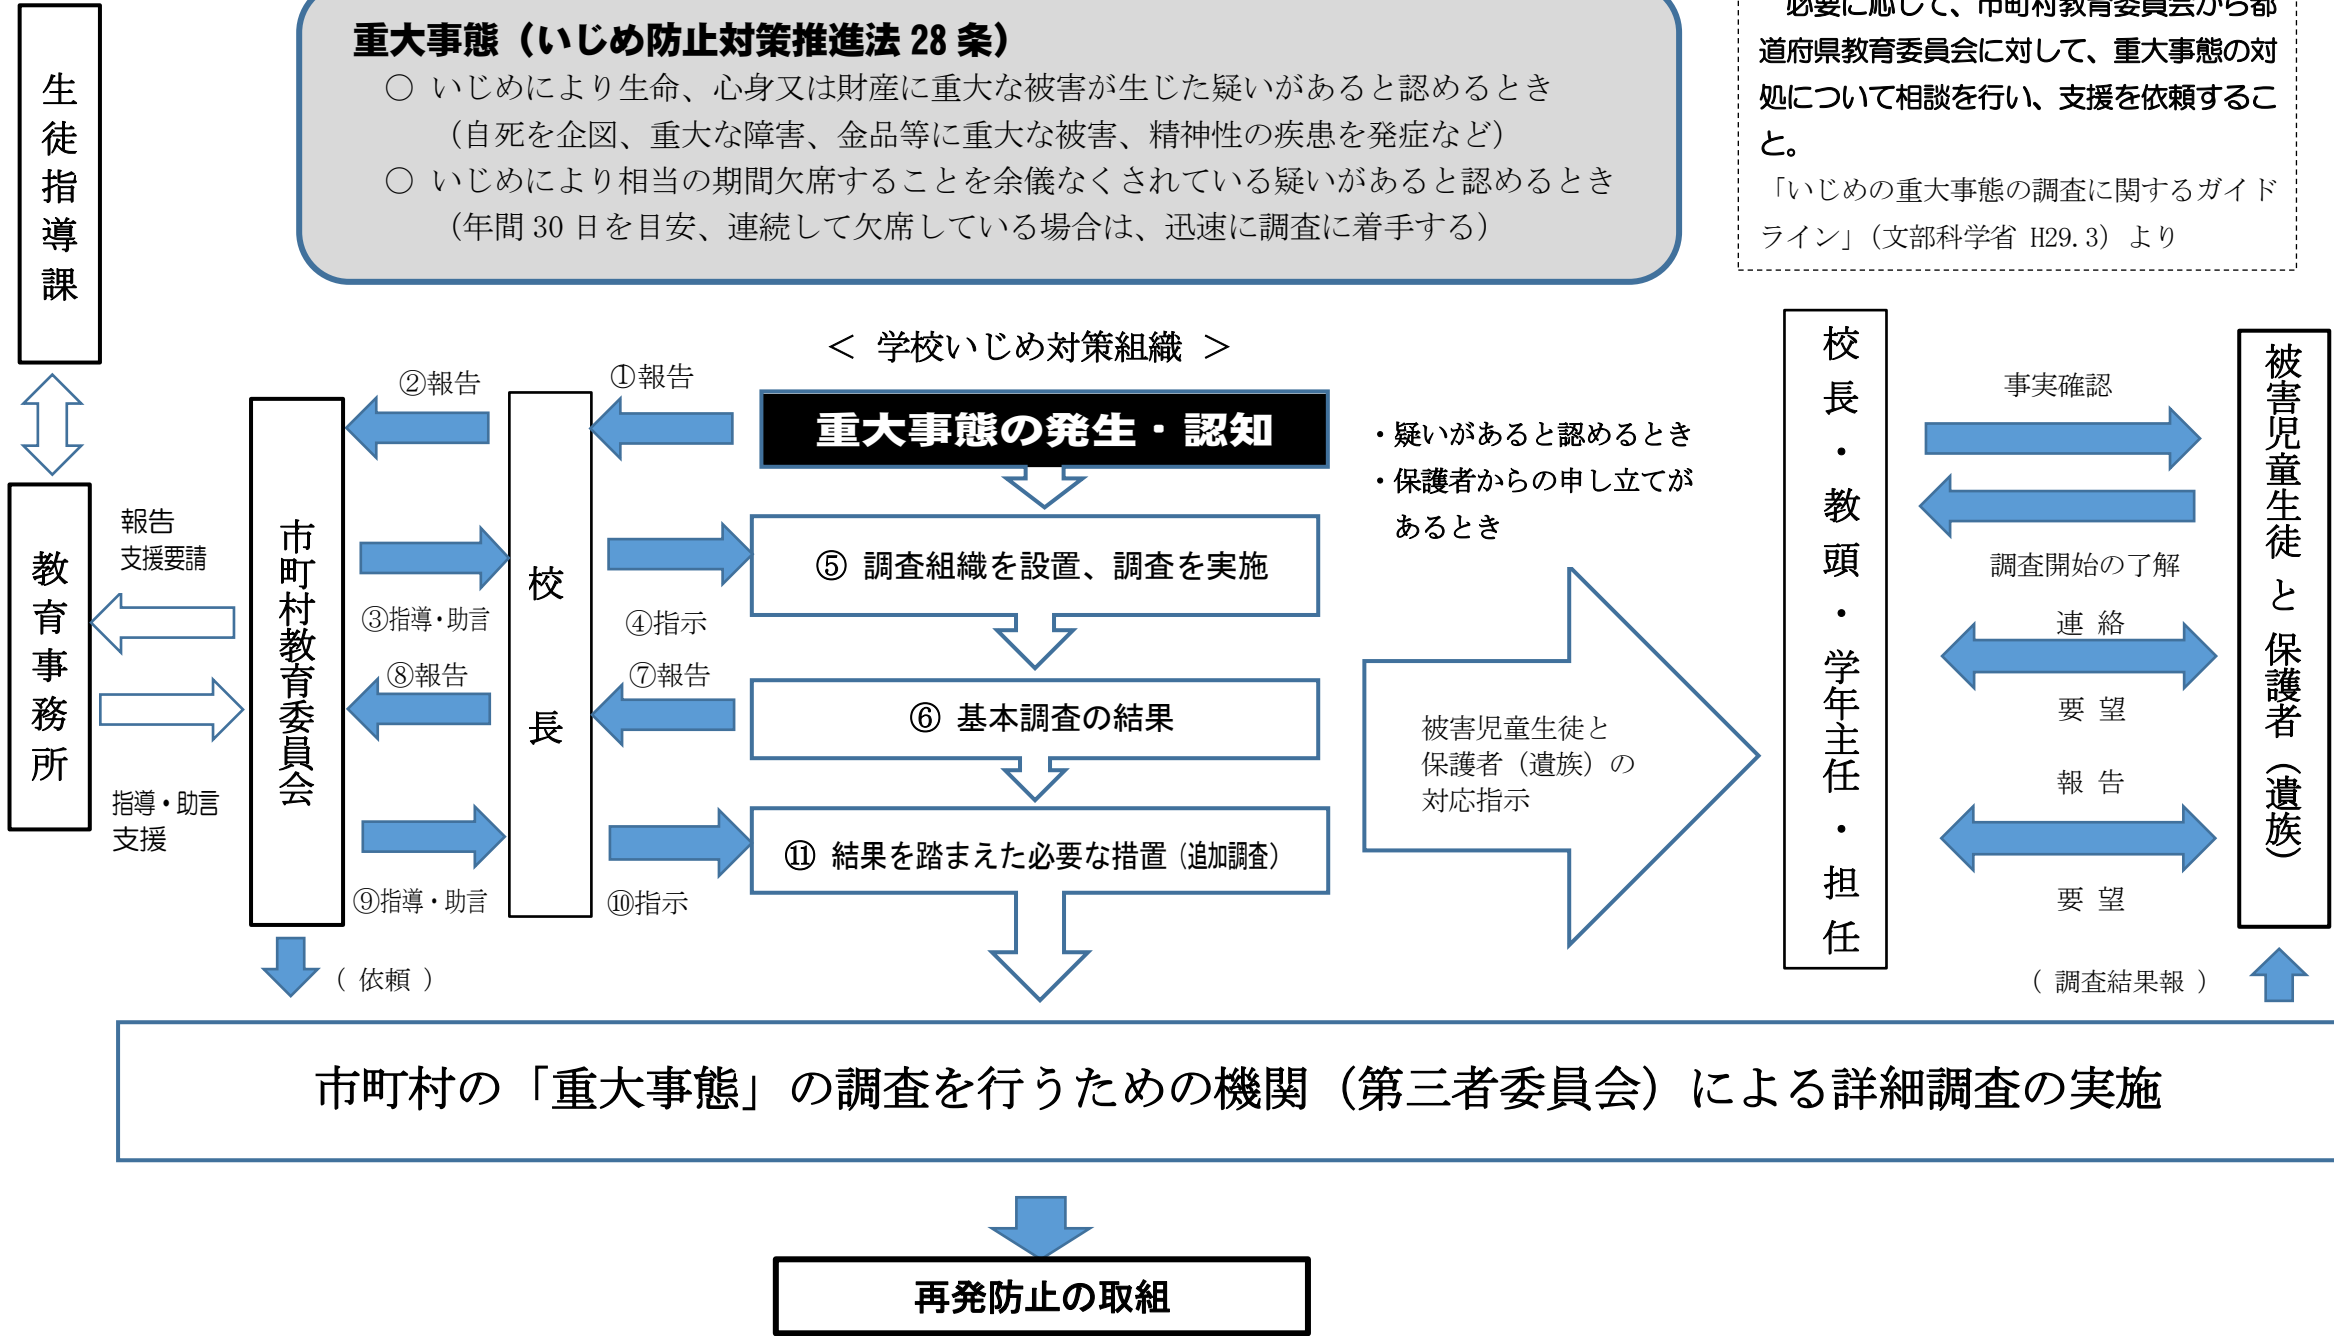 生徒指導課
重大事態（いじめ防止対策推進法 28 条）
○ いじめにより生命、心身又は財産に重大な被害が生じた疑いがあると認めるとき
（自死を企図、重大な障害、金品等に重大な被害、精神性の疾患を発症など）
○ いじめにより相当の期間欠席することを余儀なくされている疑いがあると認めるとき
（年間 30 日を目安、連続して欠席している場合は、迅速に調査に着手する）
必要に応じて、市町村教育委員会から都
道府県教育委員会に対して、重大事態の対
処について相談を行い、支援を依頼するこ
と。
「いじめの重大事態の調査に関するガイド
ライン」（文部科学省 H29.3）より
＜ 学校いじめ対策組織 ＞
教育事務所
報告
支援要請
指導・助言
支援
市町村教育委員会
②報告
③指導・助言
⑧報告
⑨指導・助言
校長
①報告
④指示
⑦報告
⑩指示
重大事態の発生・認知
⑤ 調査組織を設置、調査を実施
⑥ 基本調査の結果
⑪ 結果を踏まえた必要な措置（追加調査）
・疑いがあると認めるとき
・保護者からの申し立てが
あるとき
被害児童生徒と
保護者（遺族）の
対応指示
校長・教頭・学年主任・担任
事実確認
調査開始の了解
連 絡
要 望
報 告
要 望
被害児童生徒と保護者（遺族）
（ 依頼 ）
（ 調査結果報 ）
市町村の「重大事態」の調査を行うための機関（第三者委員会）による詳細調査の実施
再発防止の取組